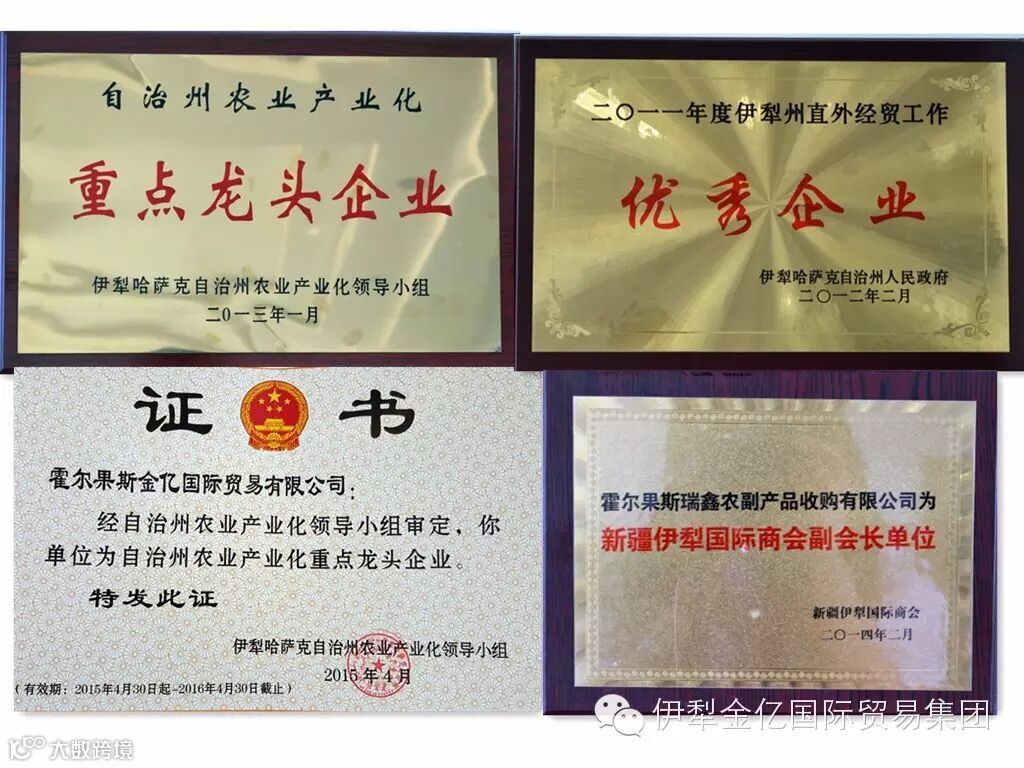 自治州农业产业化
重点龙头企业
伊犁哈萨克自治州农业产业化领导小组
二〇一三年一月
二〇一一年度伊犁州直外经贸工作
优秀企业
伊犁哈萨克自治州人民政府
二〇一二年二月
证书
霍尔果斯金亿国际贸易有限公司：
经自治州农业产业化领导小组审定，你
单位为自治州农业产业化重点龙头企业。
特发此证
伊犁哈萨克自治州农业产业化领导小组
2015年4月
（有效期：2015年4月30日起-2016年4月30日截止）
霍尔果斯瑞鑫农副产品收购有限公司为
新疆伊犁国际商会副会长单位
新疆伊犁国际商会
二〇一四年二月
伊犁金亿国际贸易集团
大数跨境